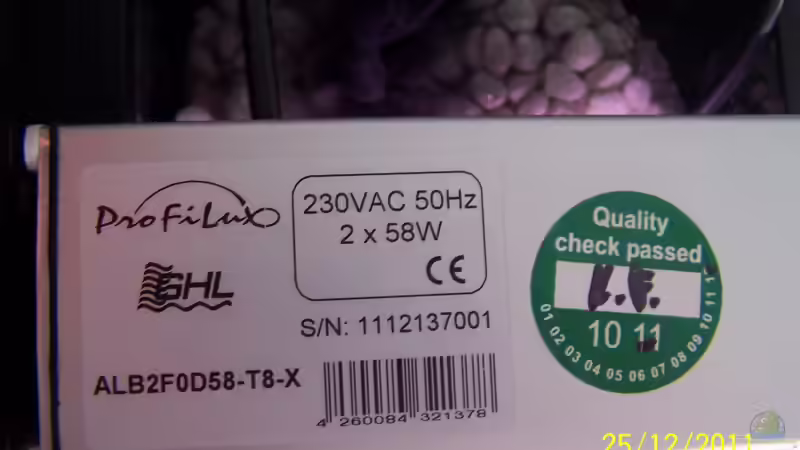 ProFiLux
GHL
230VAC 50Hz
2 x 58W
CE
S/N: 1112137001
ALB2F0D58-T8-X
4 260084 321378
Quality
check passed
L.F.
10 11
01 02 03 04 05 06 07 08 09 10 11 1
25/12/2011